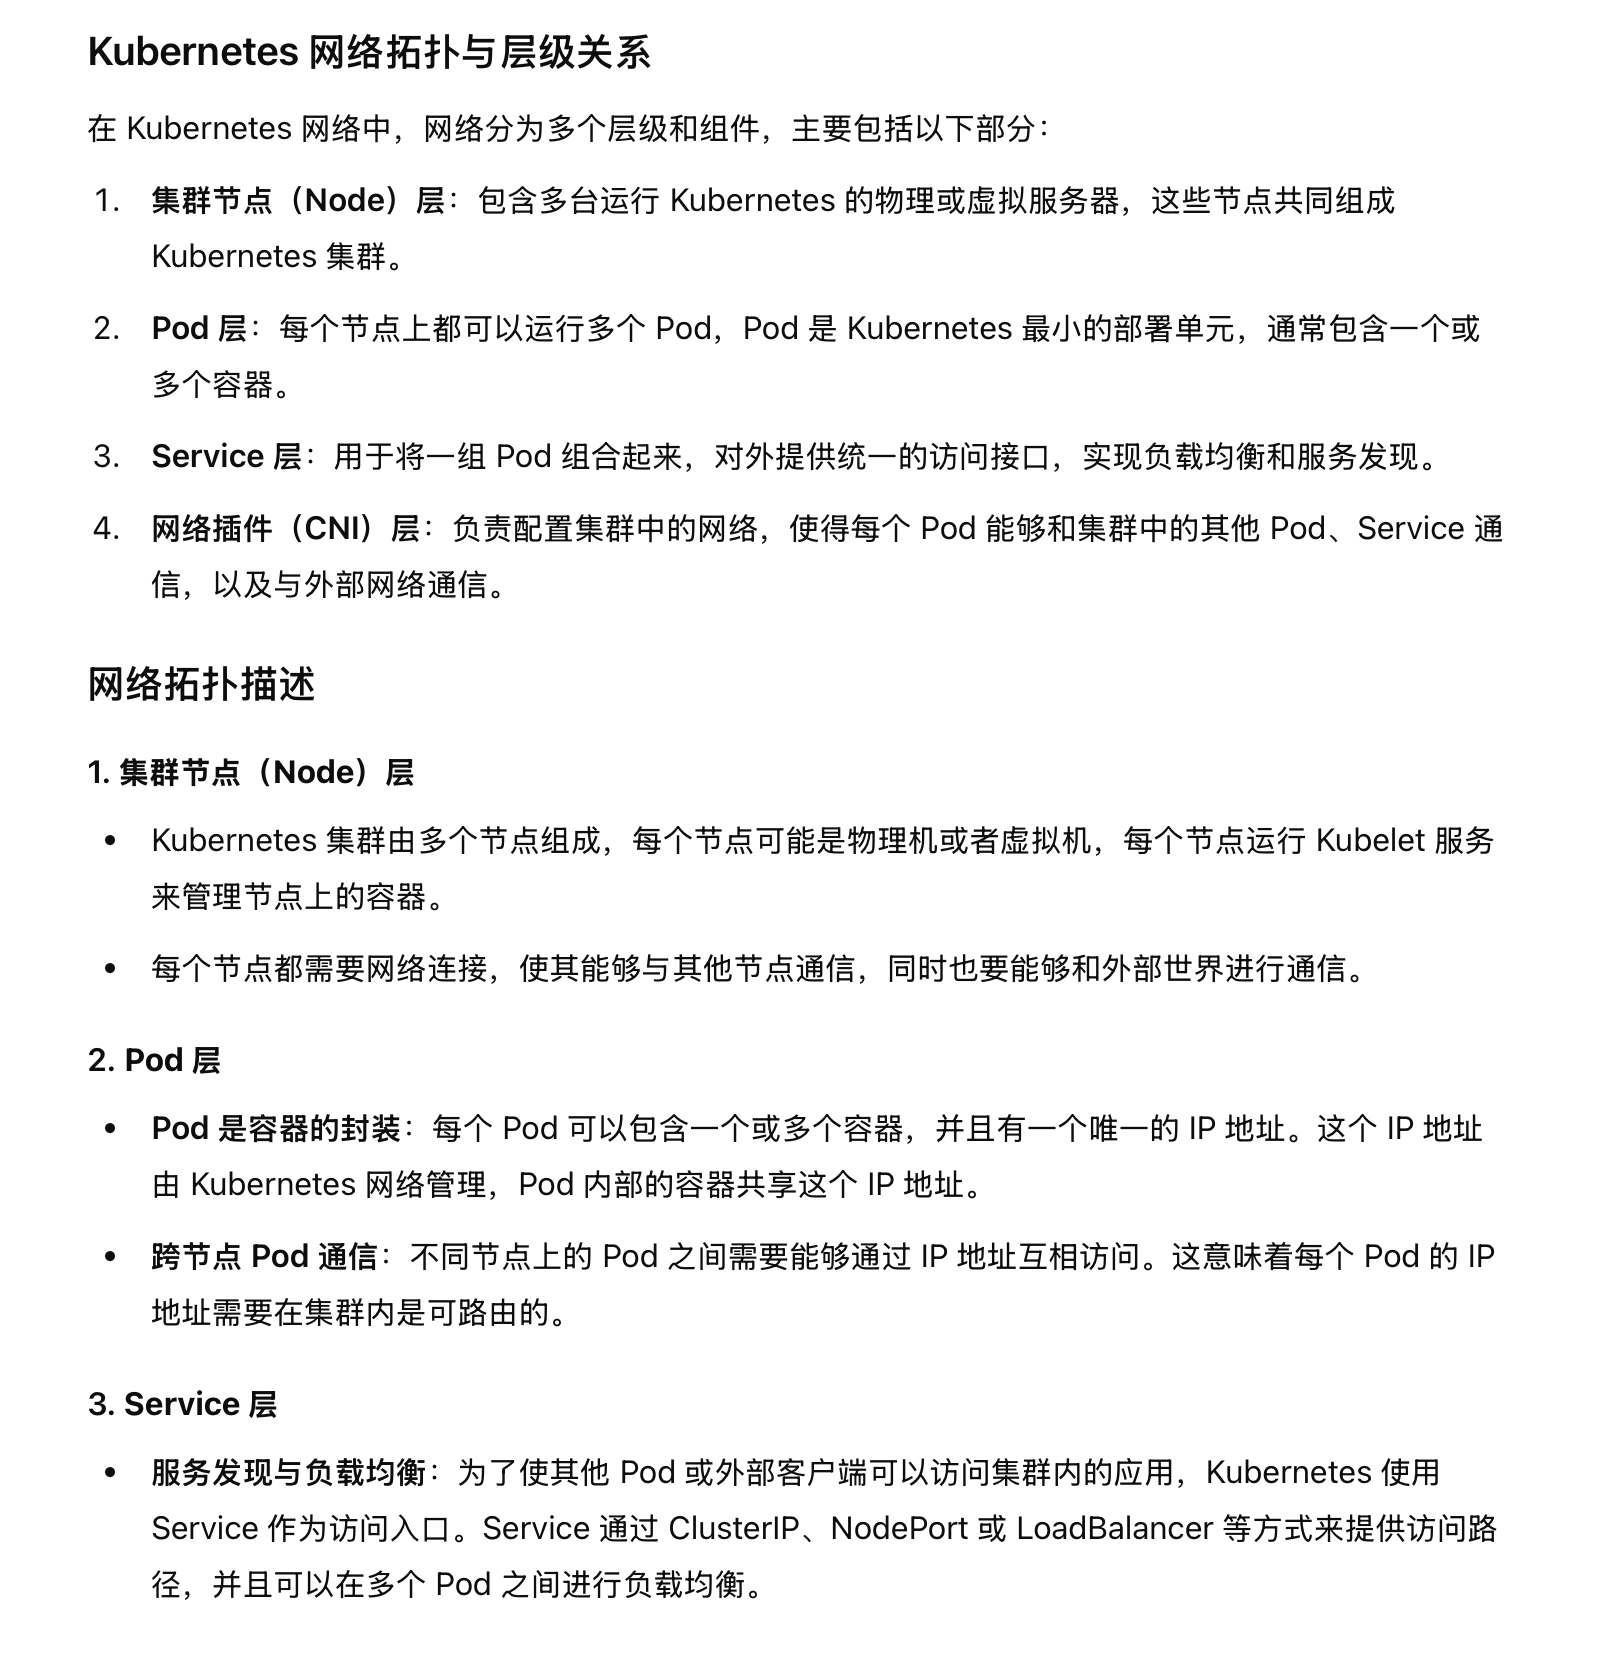 Kubernetes 网络拓扑与层级关系
在 Kubernetes 网络中，网络分为多个层级和组件，主要包括以下部分：
1. 集群节点（Node）层：包含多台运行 Kubernetes 的物理或虚拟服务器，这些节点共同组成
Kubernetes 集群。
2. Pod 层：每个节点上都可以运行多个 Pod，Pod 是 Kubernetes 最小的部署单元，通常包含一个或
多个容器。
3. Service 层：用于将一组 Pod 组合起来，对外提供统一的访问接口，实现负载均衡和服务发现。
4. 网络插件（CNI）层：负责配置集群中的网络，使得每个 Pod 能够和集群中的其他 Pod、Service 通
信，以及与外部网络通信。
网络拓扑描述
1. 集群节点（Node）层
• Kubernetes 集群由多个节点组成，每个节点可能是物理机或者虚拟机，每个节点运行 Kubelet 服务
来管理节点上的容器。
• 每个节点都需要网络连接，使其能够与其他节点通信，同时也要能够和外部世界进行通信。
2. Pod 层
• Pod 是容器的封装：每个 Pod 可以包含一个或多个容器，并且有一个唯一的 IP 地址。这个 IP 地址
由 Kubernetes 网络管理，Pod 内部的容器共享这个 IP 地址。
• 跨节点 Pod 通信：不同节点上的 Pod 之间需要能够通过 IP 地址互相访问。这意味着每个 Pod 的 IP
地址需要在集群内是可路由的。
3. Service 层
• 服务发现与负载均衡：为了使其他 Pod 或外部客户端可以访问集群内的应用，Kubernetes 使用
Service 作为访问入口。Service 通过 ClusterIP、NodePort 或 LoadBalancer 等方式来提供访问路
径，并且可以在多个 Pod 之间进行负载均衡。